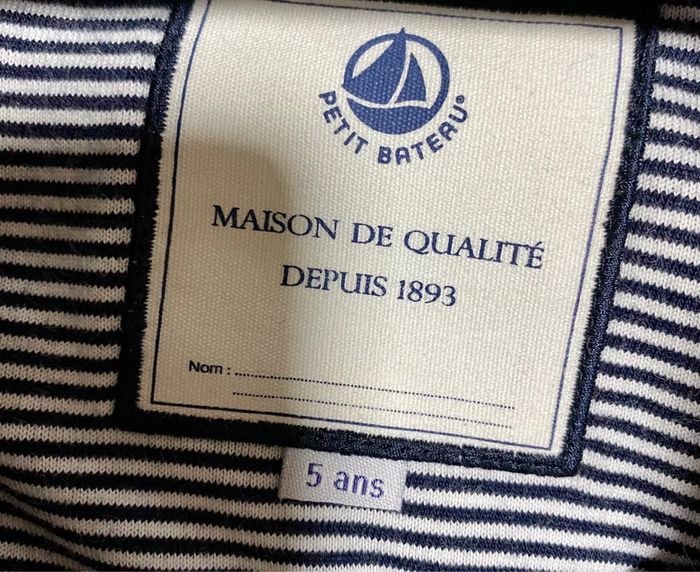 PETIT BATEAU®
MAISON DE QUALITÉ
DEPUIS 1893
Nom : ........................................
........................................
5 ans